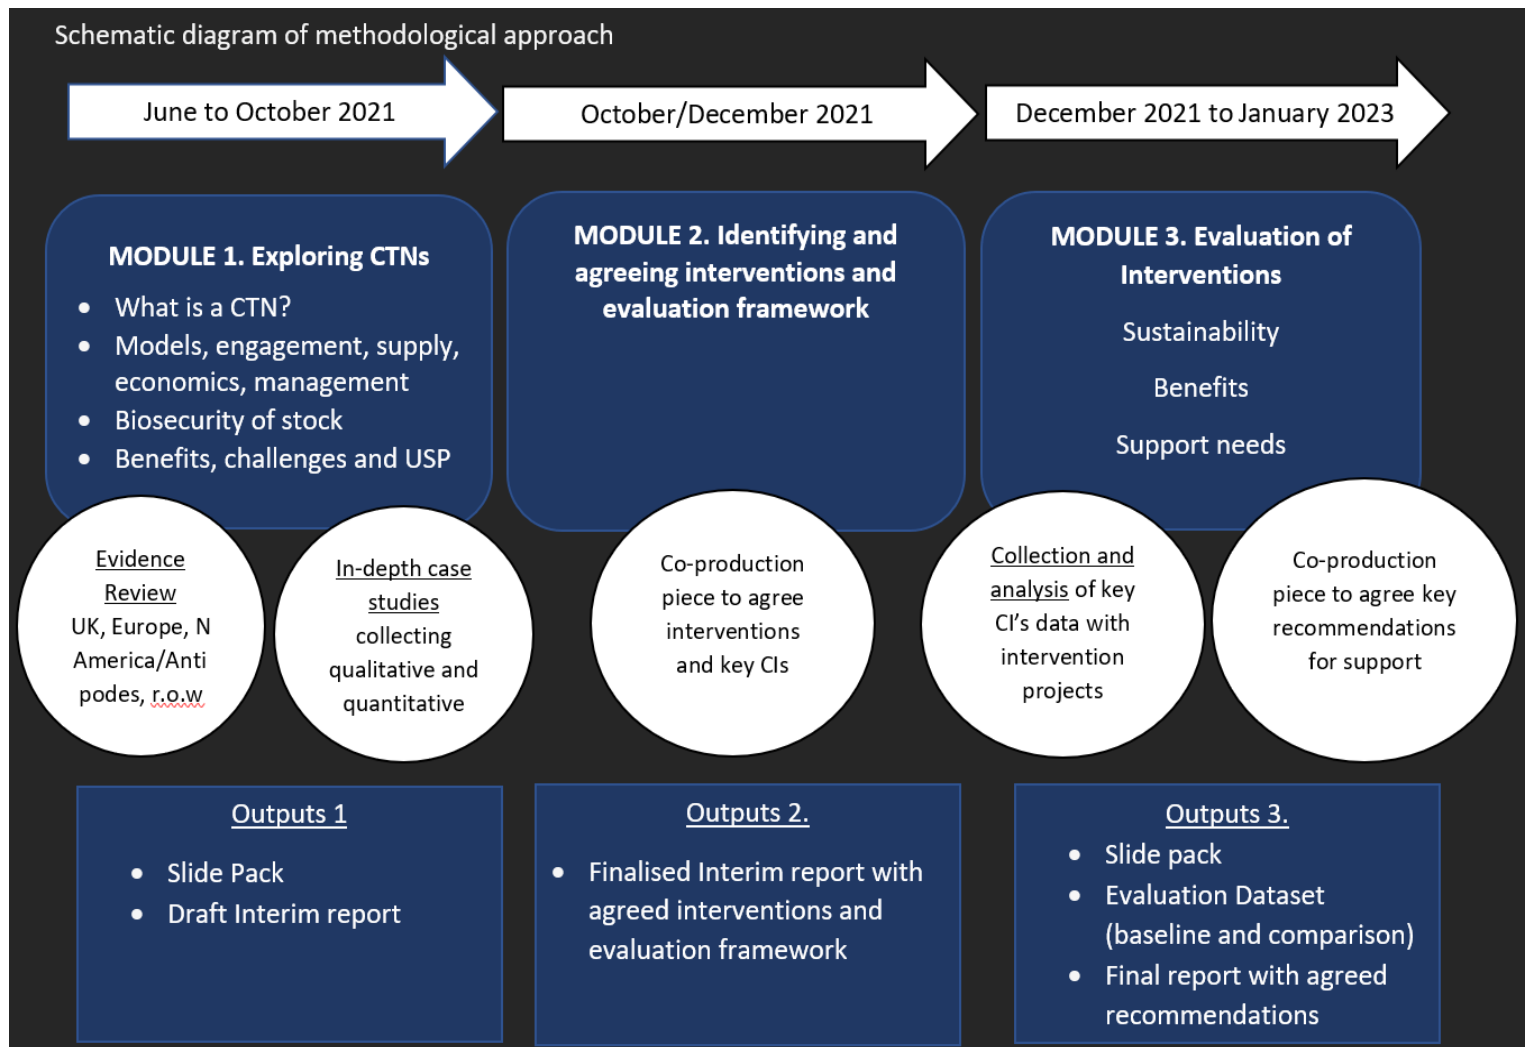 Schematic diagram of methodological approach
June to October 2021
October/December 2021
December 2021 to January 2023
MODULE 1. Exploring CTNs
• What is a CTN?
• Models, engagement, supply,
economics, management
• Biosecurity of stock
• Benefits, challenges and USP
MODULE 2. Identifying and
agreeing interventions and
evaluation framework
MODULE 3. Evaluation of
Interventions
Sustainability
Benefits
Support needs
Evidence
Review
UK, Europe, N
America/Anti
podes, r.o.w
In-depth case
studies
collecting
qualitative and
quantitative
Co-production
piece to agree
interventions
and key CIs
Collection and
analysis of key
CI’s data with
intervention
projects
Co-production
piece to agree key
recommendations
for support
Outputs 1
• Slide Pack
• Draft Interim report
Outputs 2.
• Finalised Interim report with
agreed interventions and
evaluation framework
Outputs 3.
• Slide pack
• Evaluation Dataset
(baseline and comparison)
• Final report with agreed
recommendations